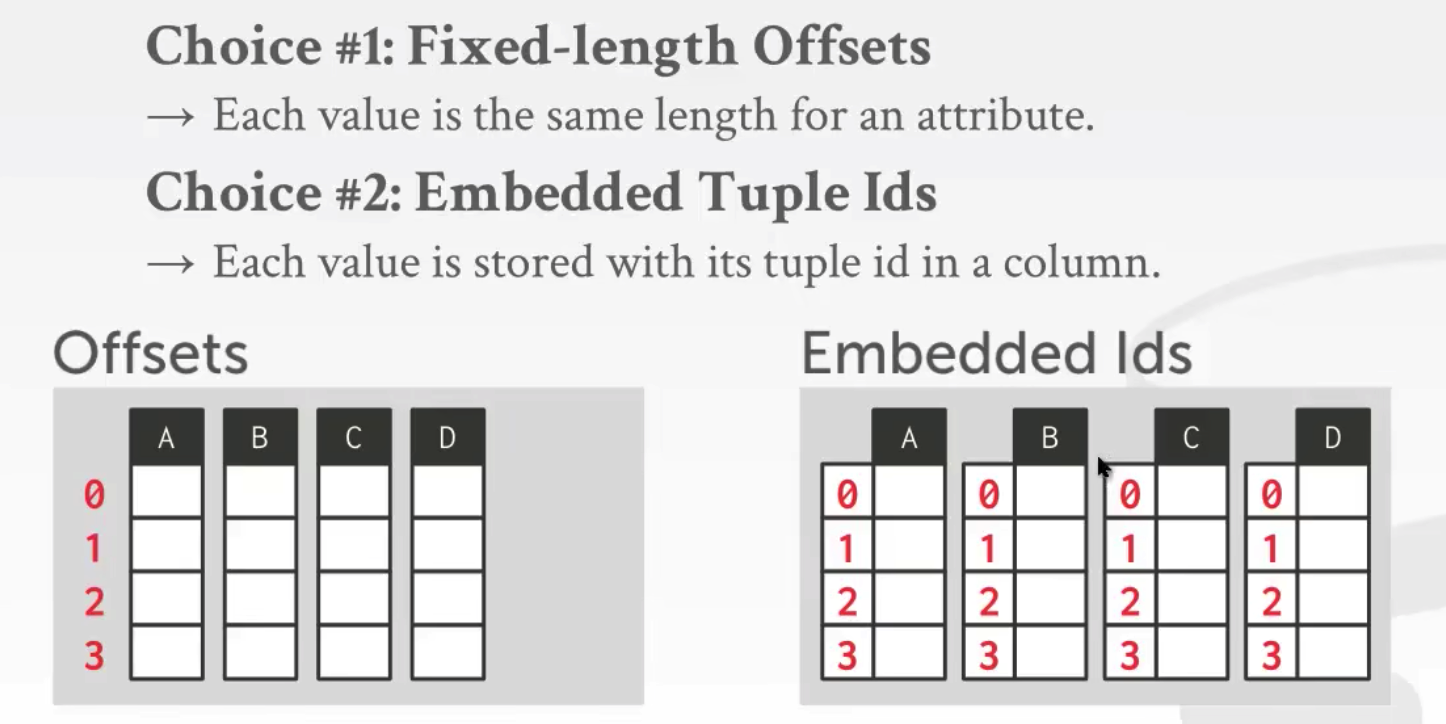 Choice #1: Fixed-length Offsets
→ Each value is the same length for an attribute.
Choice #2: Embedded Tuple Ids
→ Each value is stored with its tuple id in a column.
Offsets
A B C D
0
1
2
3
Embedded Ids
A B C D
0 0 0 0
1 1 1 1
2 2 2 2
3 3 3 3